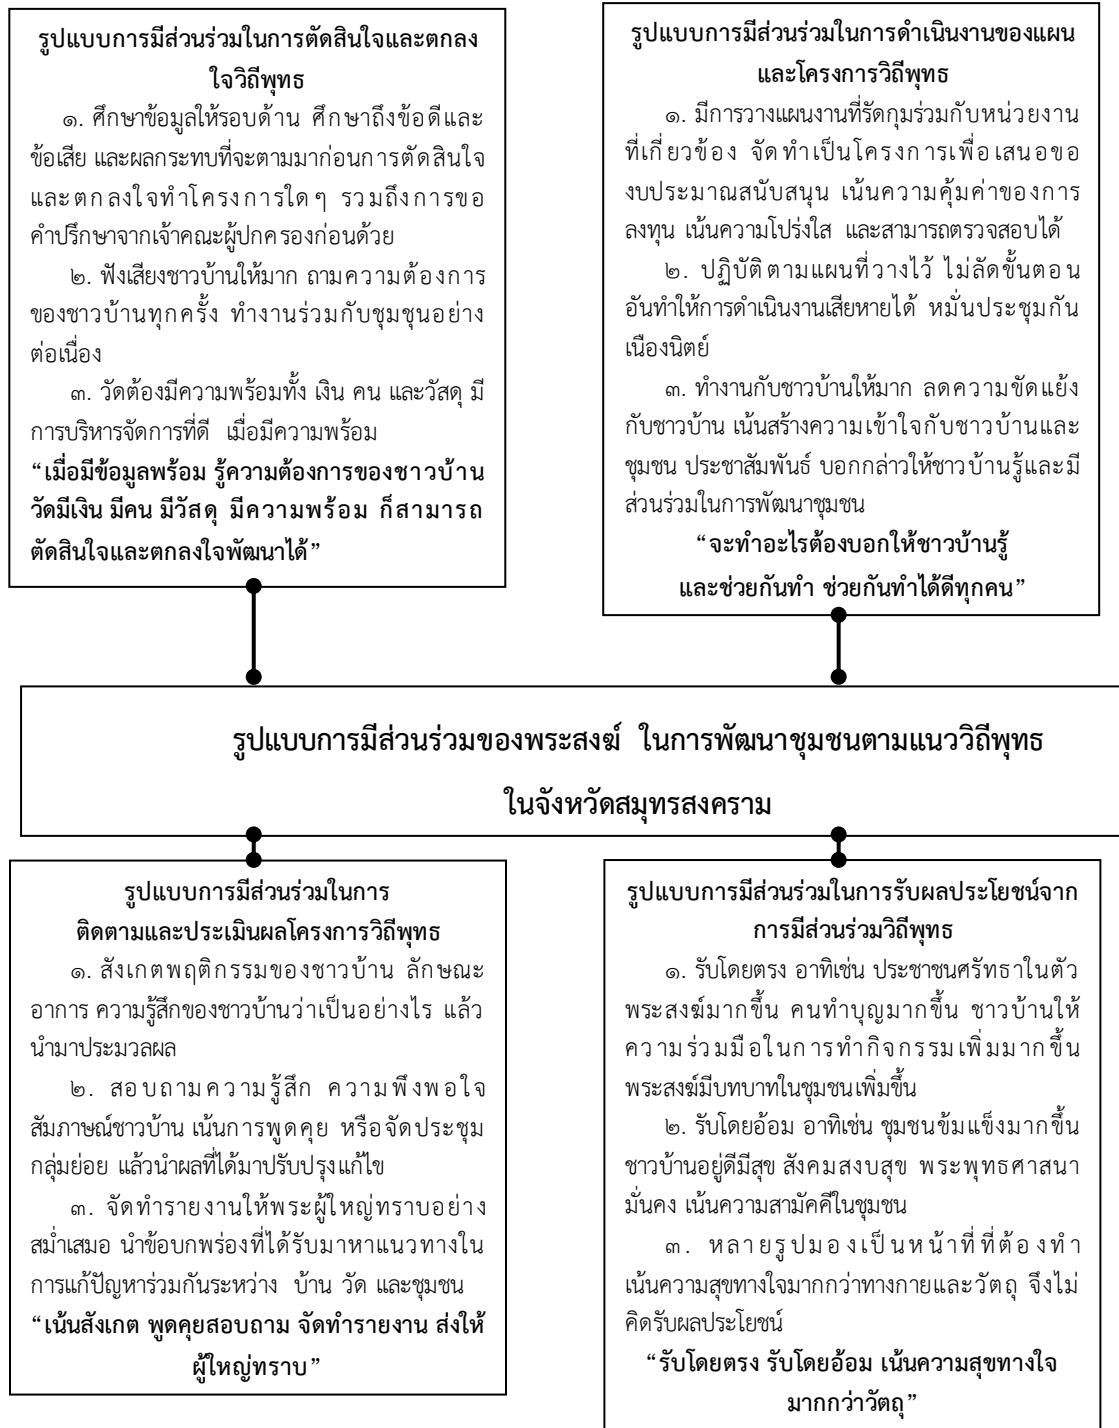 รูปแบบการมีส่วนร่วมในการตัดสินใจและตกลง
ใจวิถีพุทธ
๑. ศึกษาข้อมูลให้รอบด้าน ศึกษาถึงข้อดีและ
ข้อเสีย และผลกระทบที่จะตามมาก่อนการตัดสินใจ
และตกลงใจทำโครงการใดๆ รวมถึงการขอ
คำปรึกษาจากเจ้าคณะผู้ปกครองก่อนด้วย
๒. ฟังเสียงชาวบ้านให้มาก ถามความต้องการ
ของชาวบ้านทุกครั้ง ทำงานร่วมกับชุมชุนอย่าง
ต่อเนื่อง
๓. วัดต้องมีความพร้อมทั้ง เงิน คน และวัสดุ มี
การบริหารจัดการที่ดี เมื่อมีความพร้อม
“เมื่อมีข้อมูลพร้อม รู้ความต้องการของชาวบ้าน
วัดมีเงิน มีคน มีวัสดุ มีความพร้อม ก็สามารถ
ตัดสินใจและตกลงใจพัฒนาได้”
รูปแบบการมีส่วนร่วมในการดำเนินงานของแผน
และโครงการวิถีพุทธ
๑. มีการวางแผนงานที่รัดกุมร่วมกับหน่วยงาน
ที่เกี่ยวข้อง จัดทำเป็นโครงการเพื่อเสนอขอ
งบประมาณสนับสนุน เน้นความคุ้มค่าของการ
ลงทุน เน้นความโปร่งใส และสามารถตรวจสอบได้
๒. ปฏิบัติตามแผนที่วางไว้ ไม่ลัดขั้นตอน
อันทำให้การดำเนินงานเสียหายได้ หมั่นประชุมกัน
เนืองนิตย์
๓. ทำงานกับชาวบ้านให้มาก ลดความขัดแย้ง
กับชาวบ้าน เน้นสร้างความเข้าใจกับชาวบ้านและ
ชุมชน ประชาสัมพันธ์ บอกกล่าวให้ชาวบ้านรู้และมี
ส่วนร่วมในการพัฒนาชุมชน
“จะทำอะไรต้องบอกให้ชาวบ้านรู้
และช่วยกันทำ ช่วยกันทำได้ดีทุกคน”
รูปแบบการมีส่วนร่วมของพระสงฆ์ ในการพัฒนาชุมชนตามแนววิถีพุทธ
ในจังหวัดสมุทรสงคราม
รูปแบบการมีส่วนร่วมในการ
ติดตามและประเมินผลโครงการวิถีพุทธ
๑. สังเกตพฤติกรรมของชาวบ้าน ลักษณะ
อาการ ความรู้สึกของชาวบ้านว่าเป็นอย่างไร แล้ว
นำมาประมวลผล
๒. สอบถามความรู้สึก ความพึงพอใจ
สัมภาษณ์ชาวบ้าน เน้นการพูดคุย หรือจัดประชุม
กลุ่มย่อย แล้วนำผลที่ได้มาปรับปรุงแก้ไข
๓. จัดทำรายงานให้พระผู้ใหญ่ทราบอย่าง
สม่ำเสมอ นำข้อบกพร่องที่ได้รับมาหาแนวทางใน
การแก้ปัญหาร่วมกันระหว่าง บ้าน วัด และชุมชน
“เน้นสังเกต พูดคุยสอบถาม จัดทำรายงาน ส่งให้
ผู้ใหญ่ทราบ”
รูปแบบการมีส่วนร่วมในการรับผลประโยชน์จาก
การมีส่วนร่วมวิถีพุทธ
๑. รับโดยตรง อาทิเช่น ประชาชนศรัทธาในตัว
พระสงฆ์มากขึ้น คนทำบุญมากขึ้น ชาวบ้านให้
ความร่วมมือในการทำกิจกรรมเพิ่มมากขึ้น
พระสงฆ์มีบทบาทในชุมชนเพิ่มขึ้น
๒. รับโดยอ้อม อาทิเช่น ชุมชนข้มแข็งมากขึ้น
ชาวบ้านอยู่ดีมีสุข สังคมสงบสุข พระพุทธศาสนา
มั่นคง เน้นความสามัคคีในชุมชน
๓. หลายรูปมองเป็นหน้าที่ที่ต้องทำ
เน้นความสุขทางใจมากกว่าทางกายและวัตถุ จึงไม่
คิดรับผลประโยชน์
“รับโดยตรง รับโดยอ้อม เน้นความสุขทางใจ
มากกว่าวัตถุ”